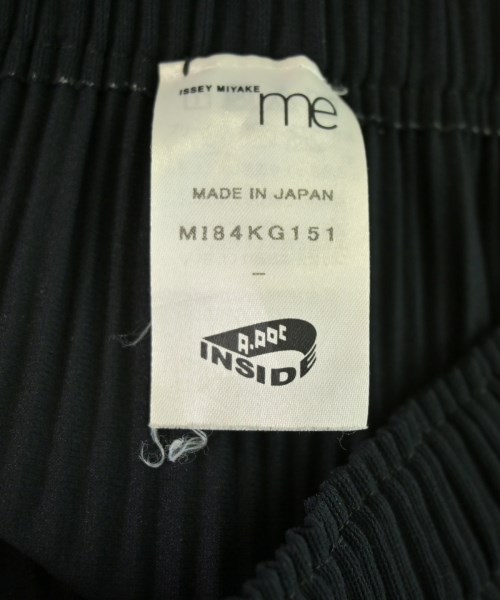 ISSEY MIYAKE
me
MADE IN JAPAN
MI84KG151
–
A.POC
INSIDE